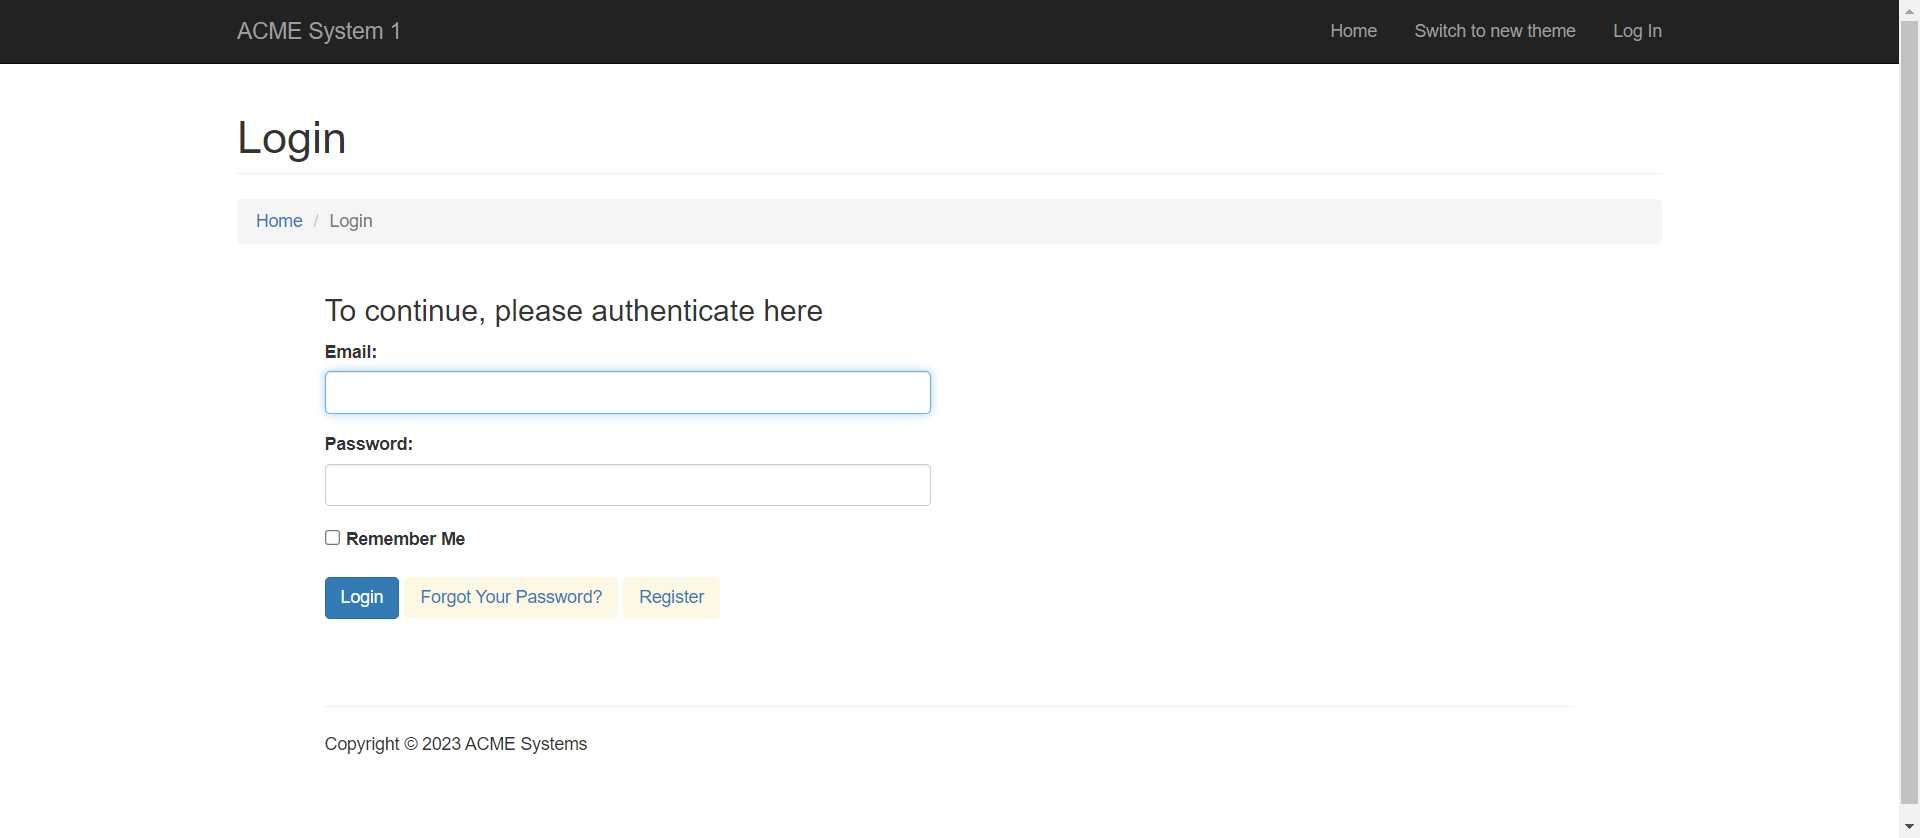 ACME System 1 Home Switch to new theme Log In
Login
Home / Login
To continue, please authenticate here
Email:
Password:
Remember Me
Login Forgot Your Password? Register
Copyright © 2023 ACME Systems